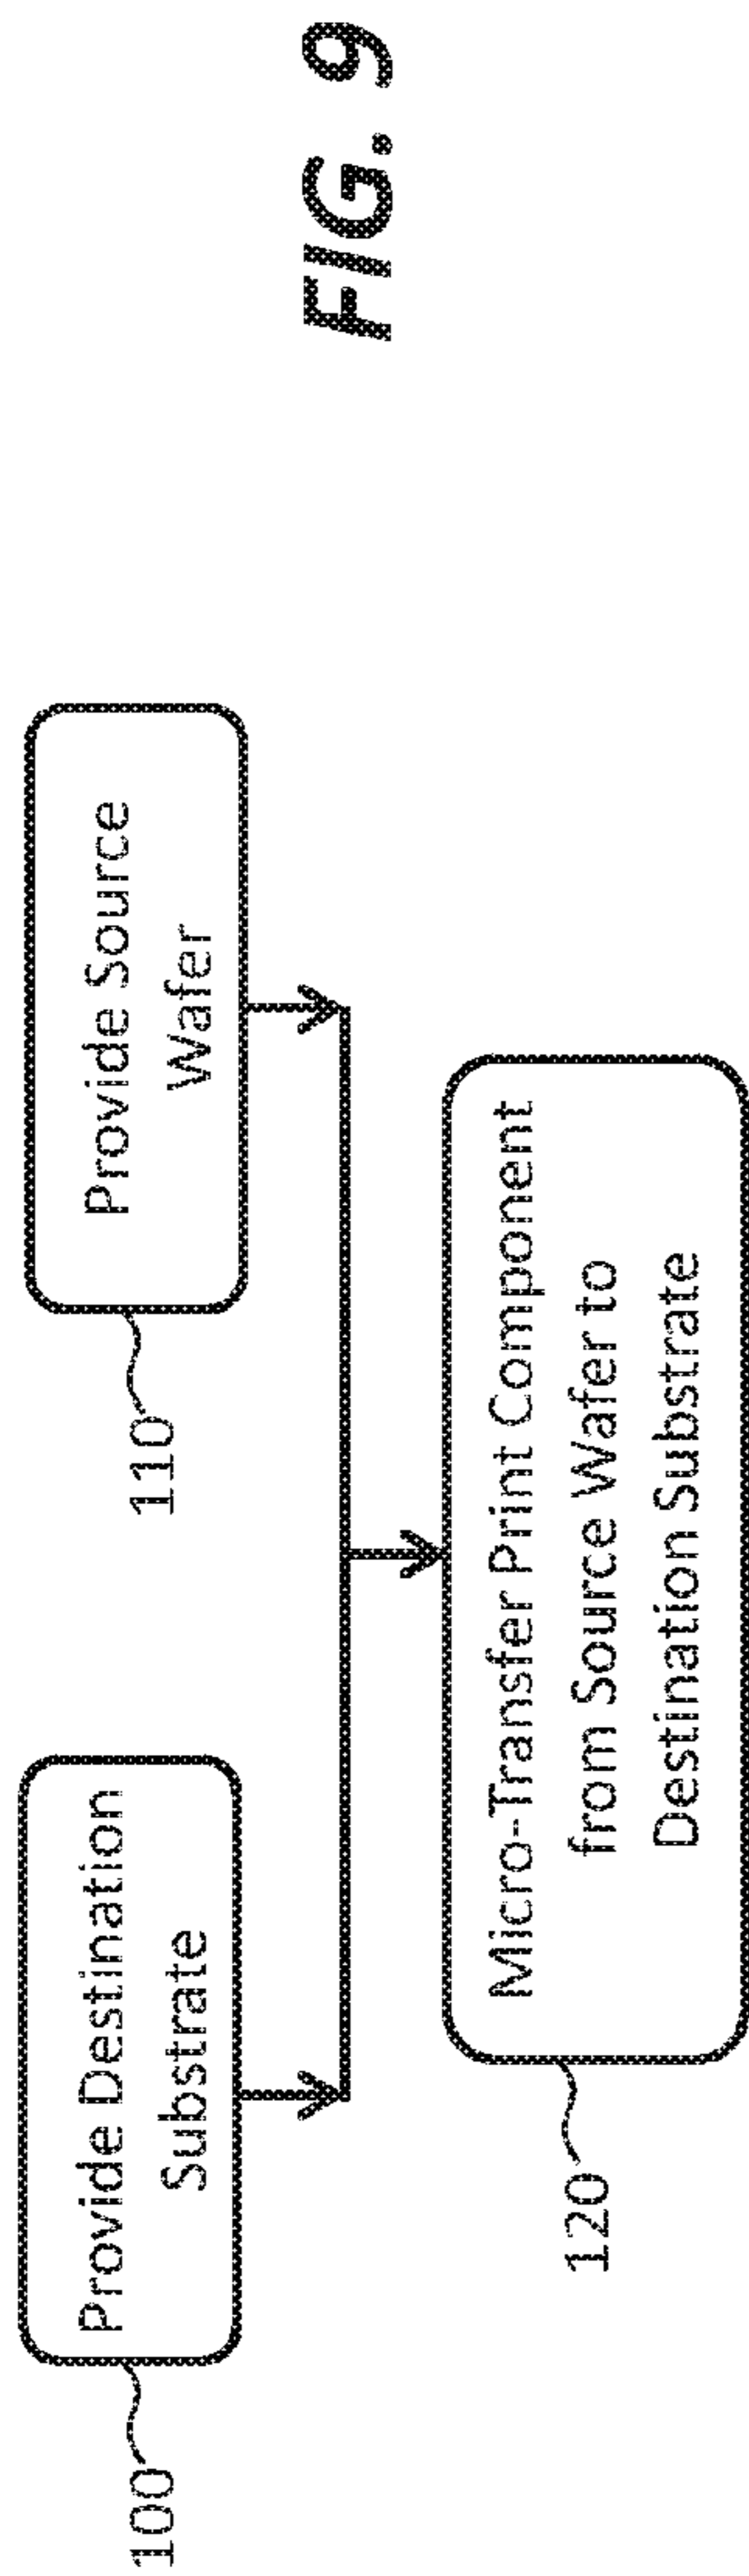 100
Provide Destination
Substrate
110
Provide Source
Wafer
120
Micro-Transfer Print Component
from Source Wafer to
Destination Substrate
FIG. 9